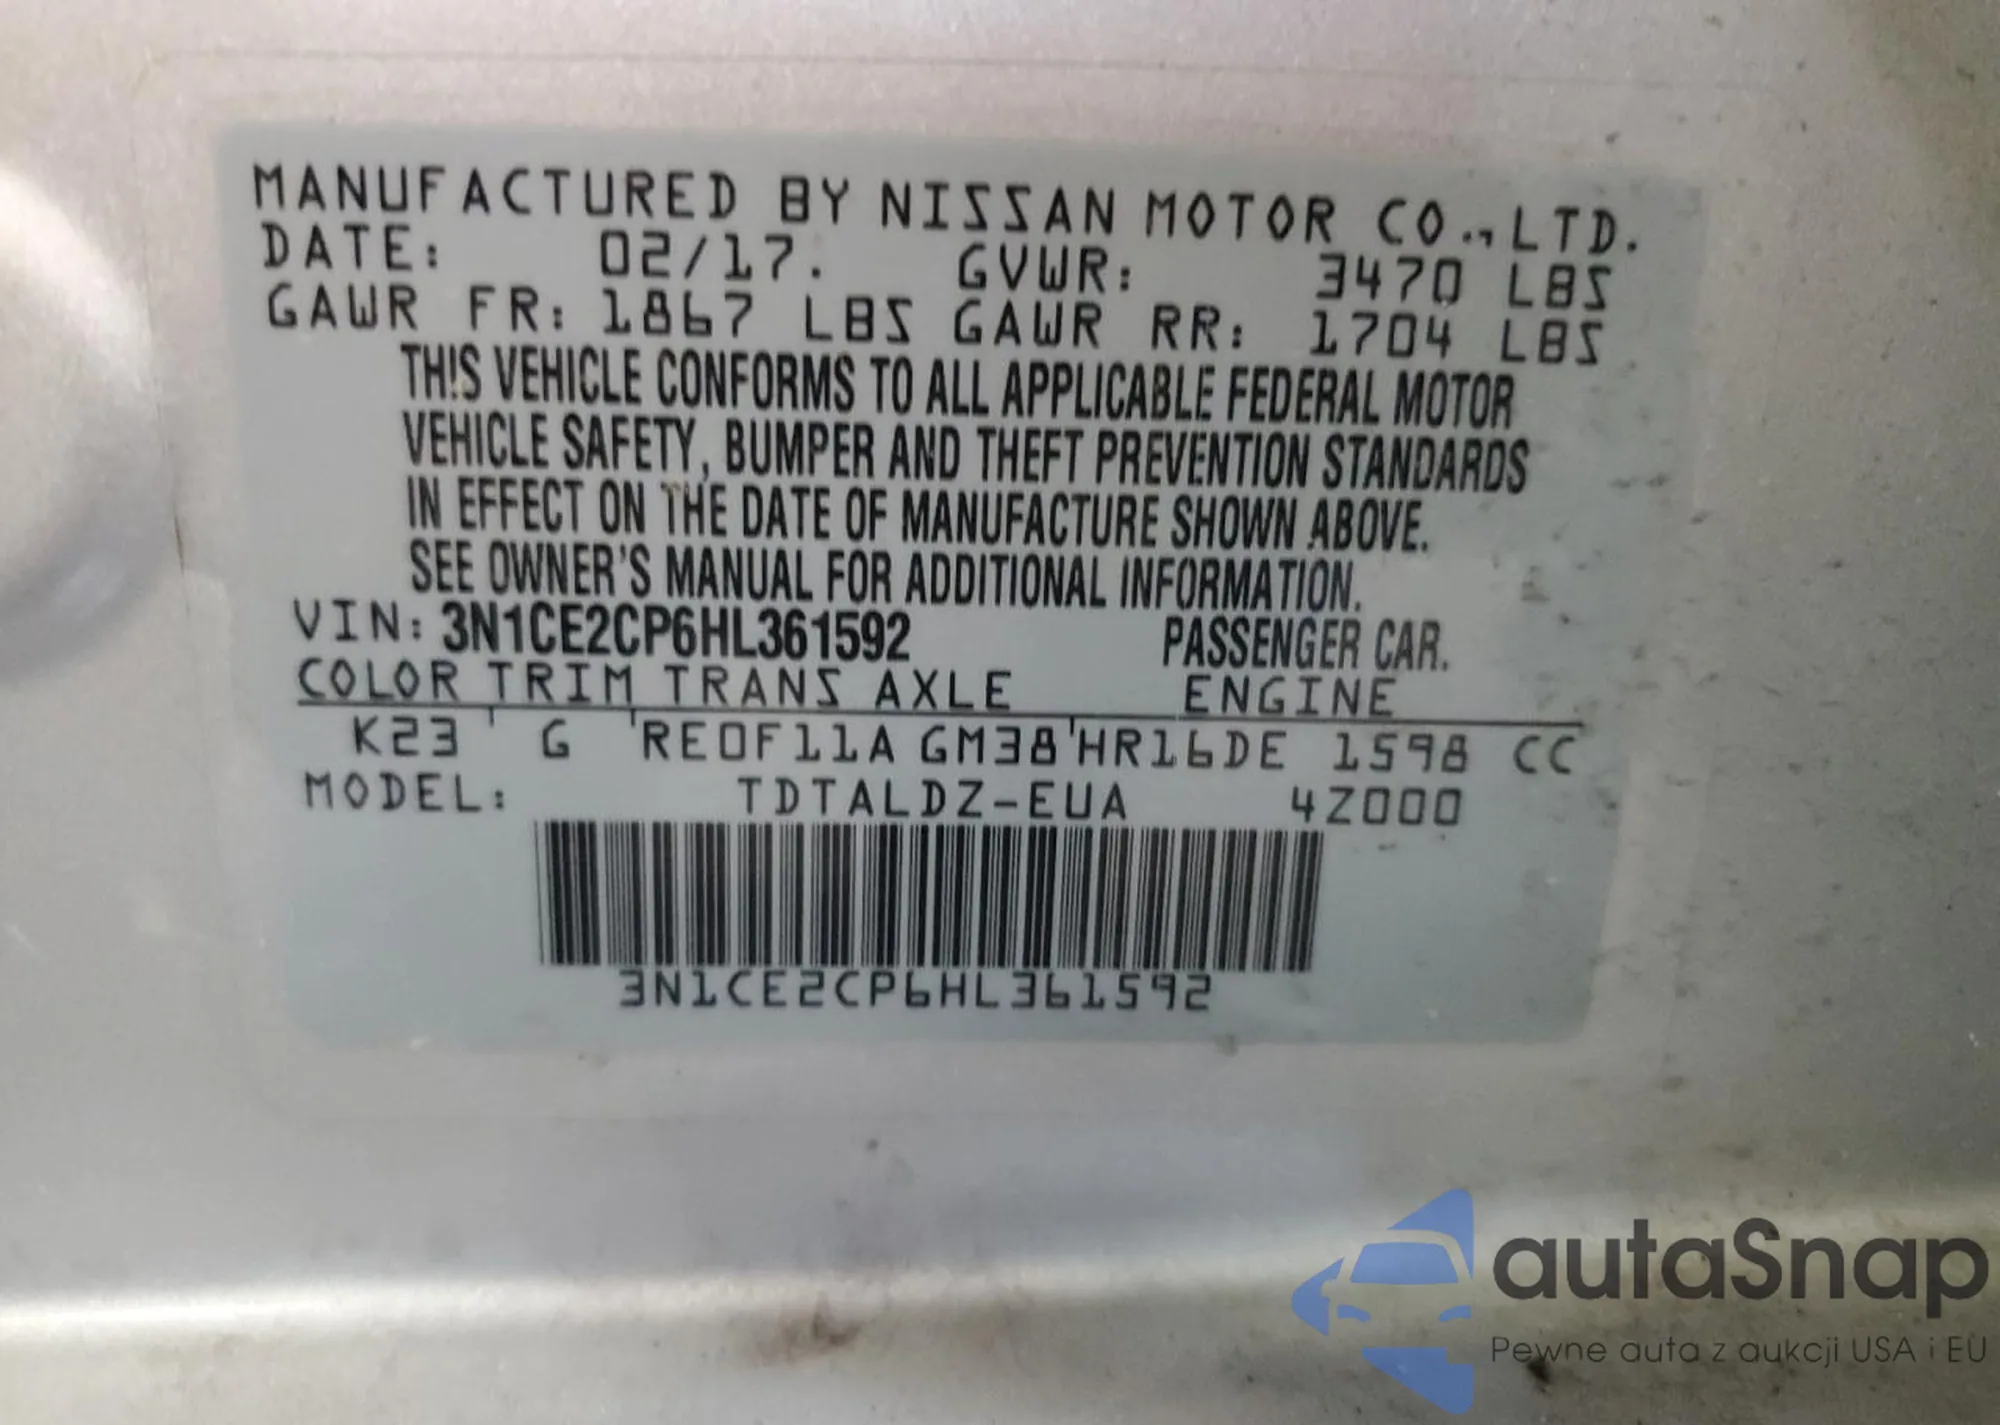 MANUFACTURED BY NISSAN MOTOR CO.,LTD.
DATE: 02/17. GVWR: 3470 LBS
GAWR FR: 1867 LBS GAWR RR: 1704 LBS
THIS VEHICLE CONFORMS TO ALL APPLICABLE FEDERAL MOTOR
VEHICLE SAFETY, BUMPER AND THEFT PREVENTION STANDARDS
IN EFFECT ON THE DATE OF MANUFACTURE SHOWN ABOVE.
SEE OWNER'S MANUAL FOR ADDITIONAL INFORMATION.
VIN: 3N1CE2CP6HL361592 PASSENGER CAR.
COLOR TRIM TRANS AXLE ENGINE
K23 G RE0F11A GM38 HR16DE 1598 CC
MODEL: TDTALDZ-EUA 4Z000
3N1CE2CP6HL361592
autaSnap
Pewne auta z aukcji USA i EU